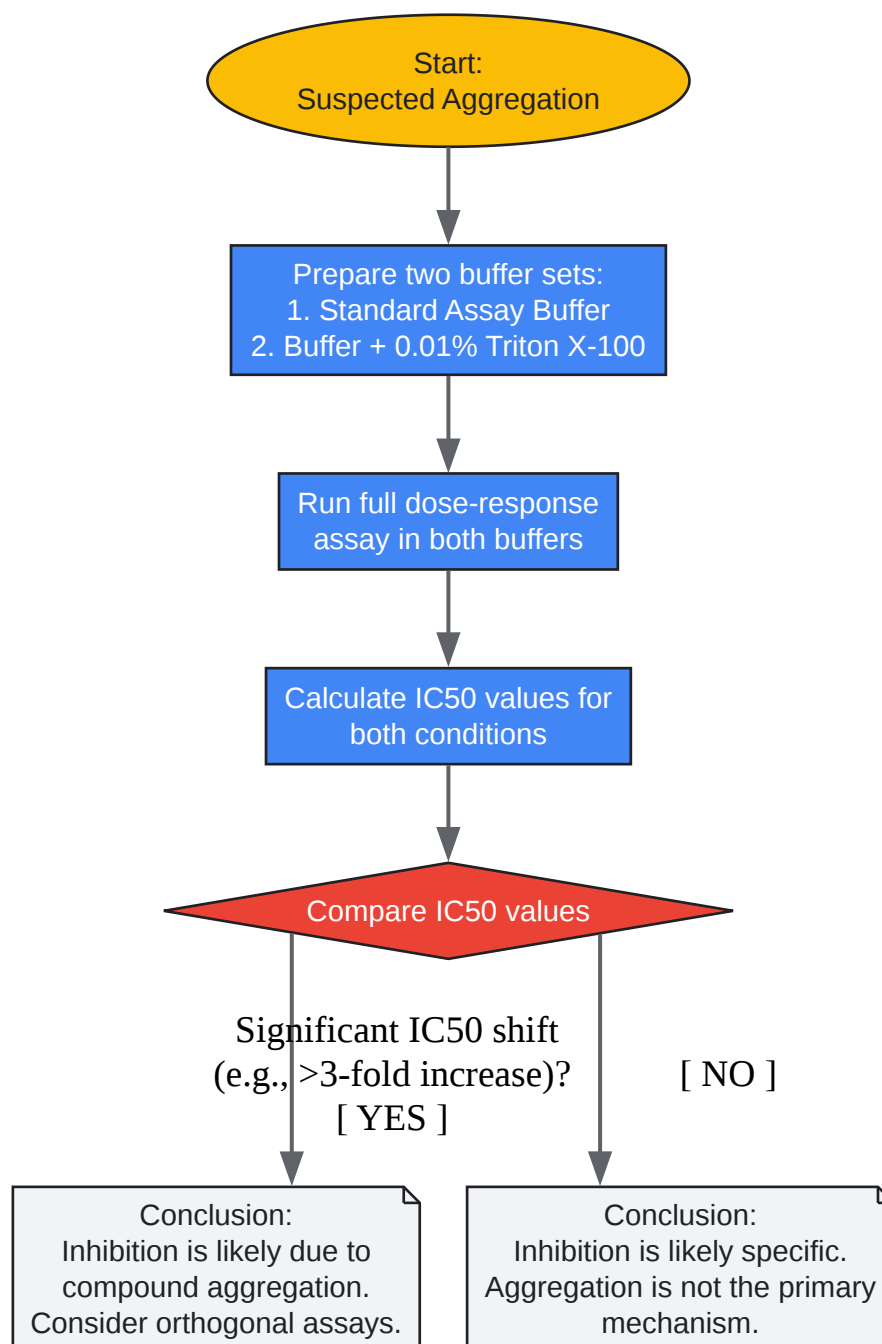 Start:
Suspected Aggregation
Prepare two buffer sets:
1. Standard Assay Buffer
2. Buffer + 0.01% Triton X-100
Run full dose-response
assay in both buffers
Calculate IC50 values for
both conditions
Compare IC50 values
Significant IC50 shift
(e.g., >3-fold increase)?
[ YES ]
[ NO ]
Conclusion:
Inhibition is likely due to
compound aggregation.
Consider orthogonal assays.
Conclusion:
Inhibition is likely specific.
Aggregation is not the primary
mechanism.